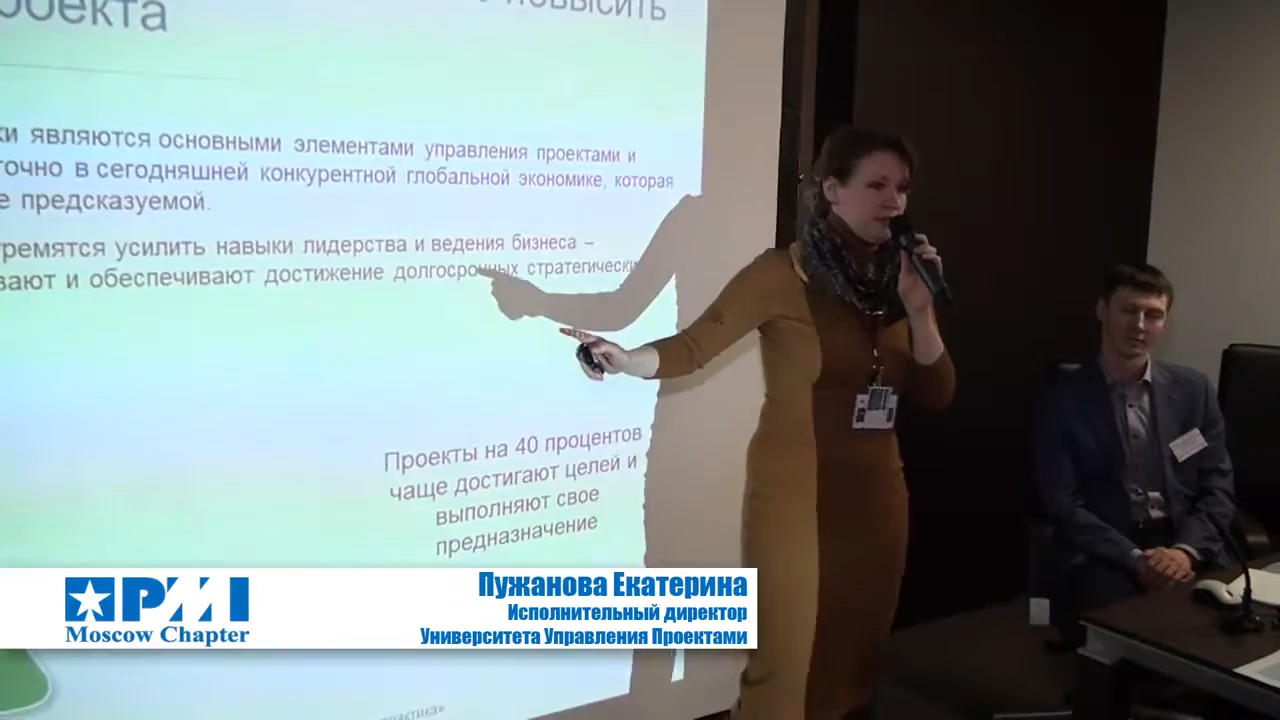 повысить
проекта
ки являются основными элементами управления проектами и
точно в сегодняшней конкурентной глобальной экономике, которая
е предсказуемой.
тремятся усилить навыки лидерства и ведения бизнеса –
вают и обеспечивают достижение долгосрочных стратегически
Проекты на 40 процентов
чаще достигают целей и
выполняют свое
предназначение
PMI
Moscow Chapter
Пужанова Екатерина
Исполнительный директор
Университета Управления Проектами